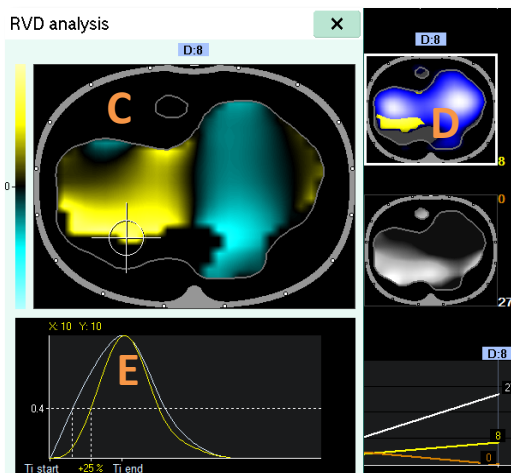 RVD analysis
×
D:8
D:8
C
D
0
8
0
27
X: 10 Y: 10
E
0.4
Ti start
+25 %
Ti end
D:8
2
8
0